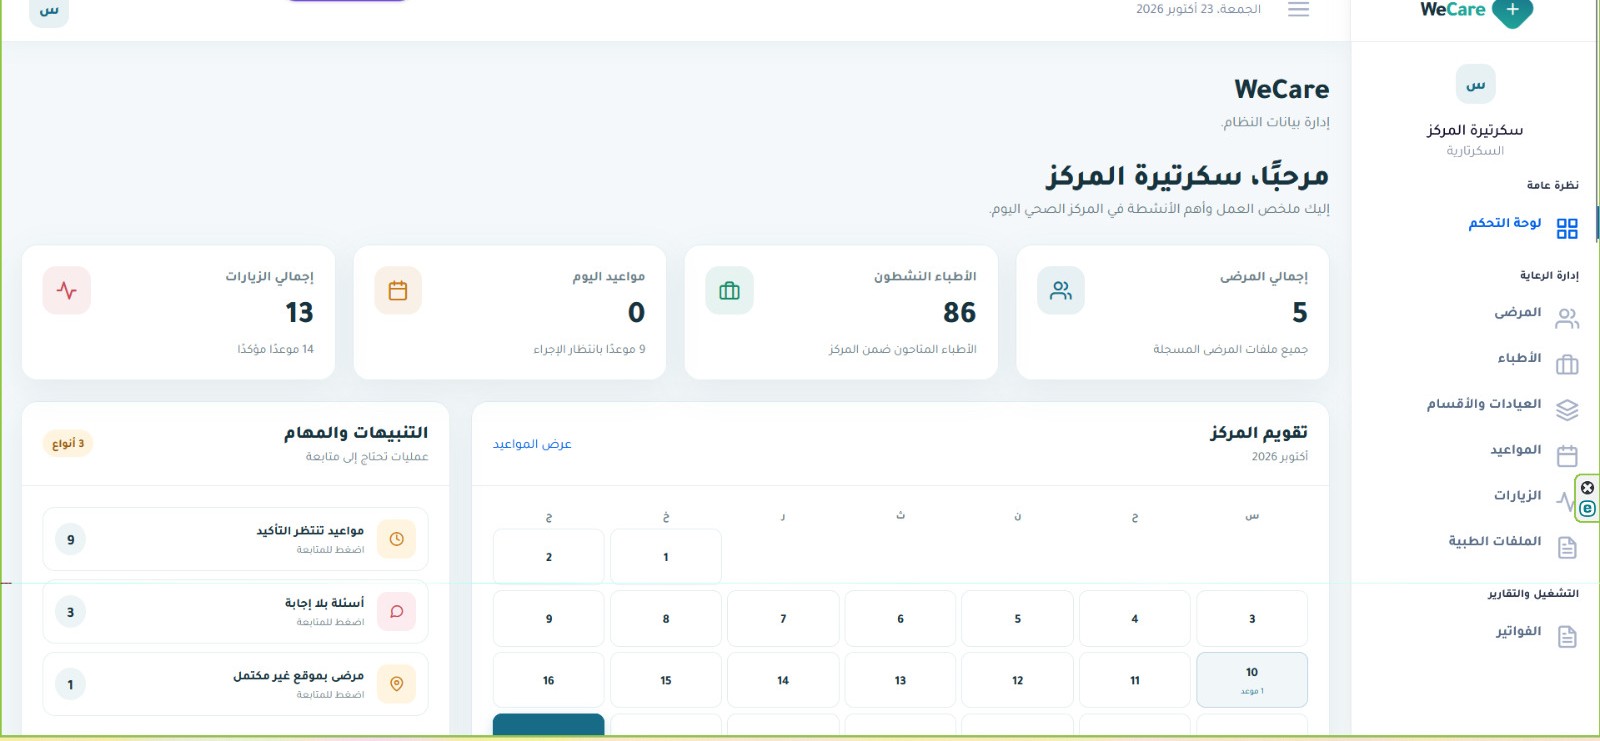 WeCare
الجمعة، 23 أكتوبر 2026
س
س
سكرتيرة المركز
السكرتارية
نظرة عامة
لوحة التحكم
إدارة الرعاية
المرضى
الأطباء
العيادات والأقسام
المواعيد
الزيارات
الملفات الطبية
التشغيل والتقارير
الفواتير
WeCare
إدارة بيانات النظام.
مرحبًا، سكرتيرة المركز
إليك ملخص العمل وأهم الأنشطة في المركز الصحي اليوم.
إجمالي المرضى
5
جميع ملفات المرضى المسجلة
الأطباء النشطون
86
الأطباء المتاحون ضمن المركز
مواعيد اليوم
0
9 موعدًا بانتظار الإجراء
إجمالي الزيارات
13
14 موعدًا مؤكدًا
تقويم المركز
أكتوبر 2026
عرض المواعيد
س ح ن ث ر خ ج
1 2
3 4 5 6 7 8 9
10 11 12 13 14 15 16
1 موعد
التنبيهات والمهام
عمليات تحتاج إلى متابعة
3 أنواع
مواعيد تنتظر التأكيد
اضغط للمتابعة
9
أسئلة بلا إجابة
اضغط للمتابعة
3
مرضى بموقع غير مكتمل
اضغط للمتابعة
1